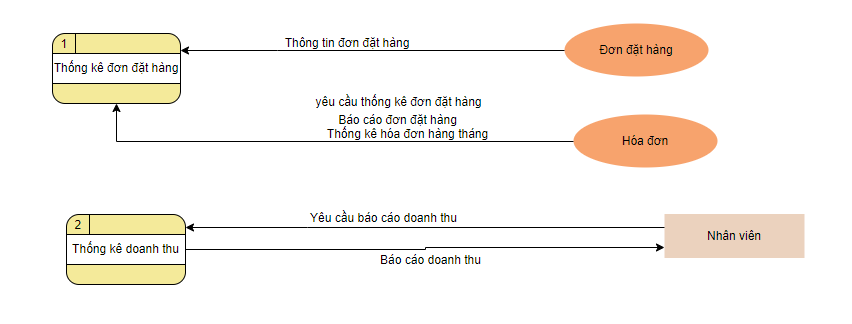 1
Thống kê đơn đặt hàng
Thông tin đơn đặt hàng
Đơn đặt hàng
yêu cầu thống kê đơn đặt hàng
Báo cáo đơn đặt hàng
Thống kê hóa đơn hàng tháng
Hóa đơn
2
Thống kê doanh thu
Yêu cầu báo cáo doanh thu
Báo cáo doanh thu
Nhân viên